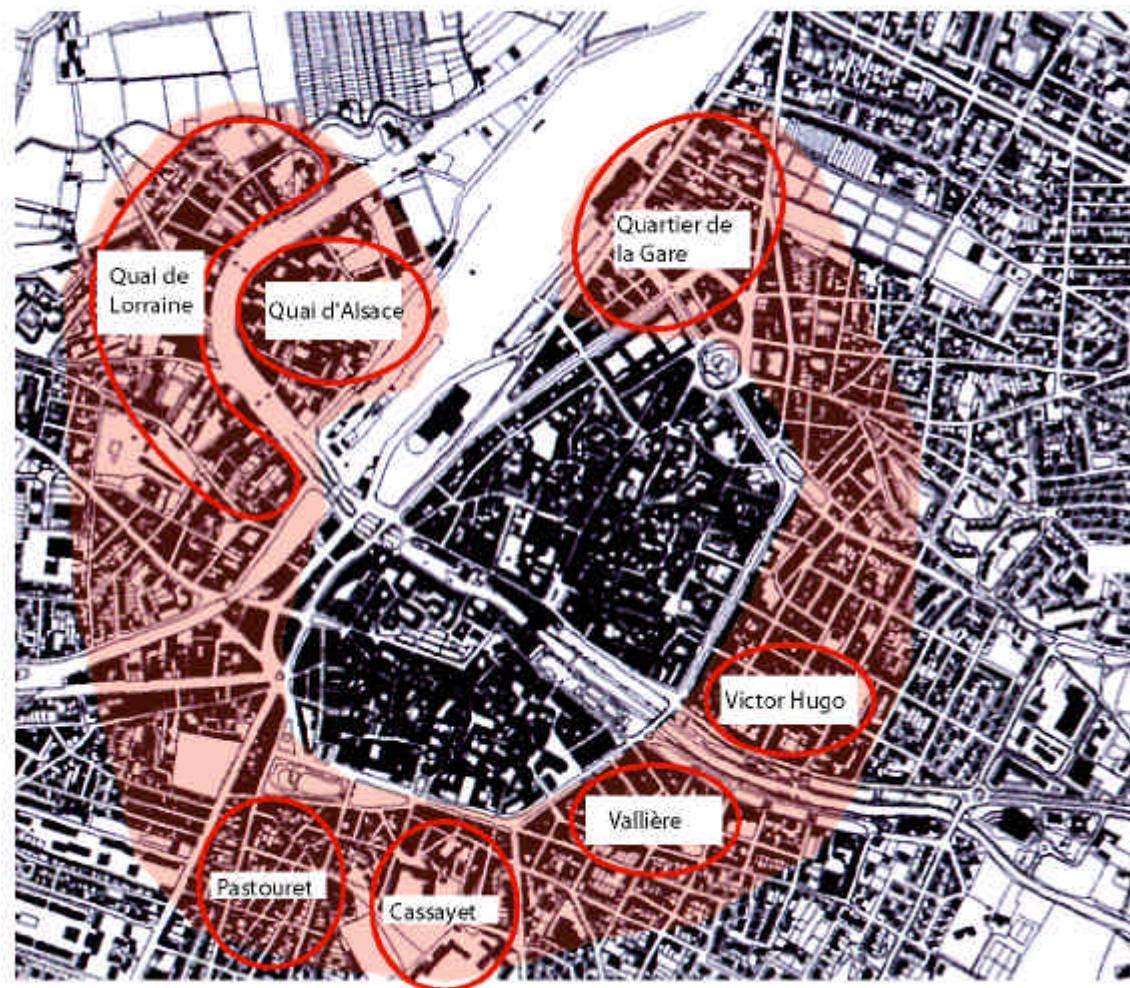 Quartier de
la Gare
Quai de
Lorraine
Quai d'Alsace
Victor Hugo
Vallière
Pastouret
Cassayet